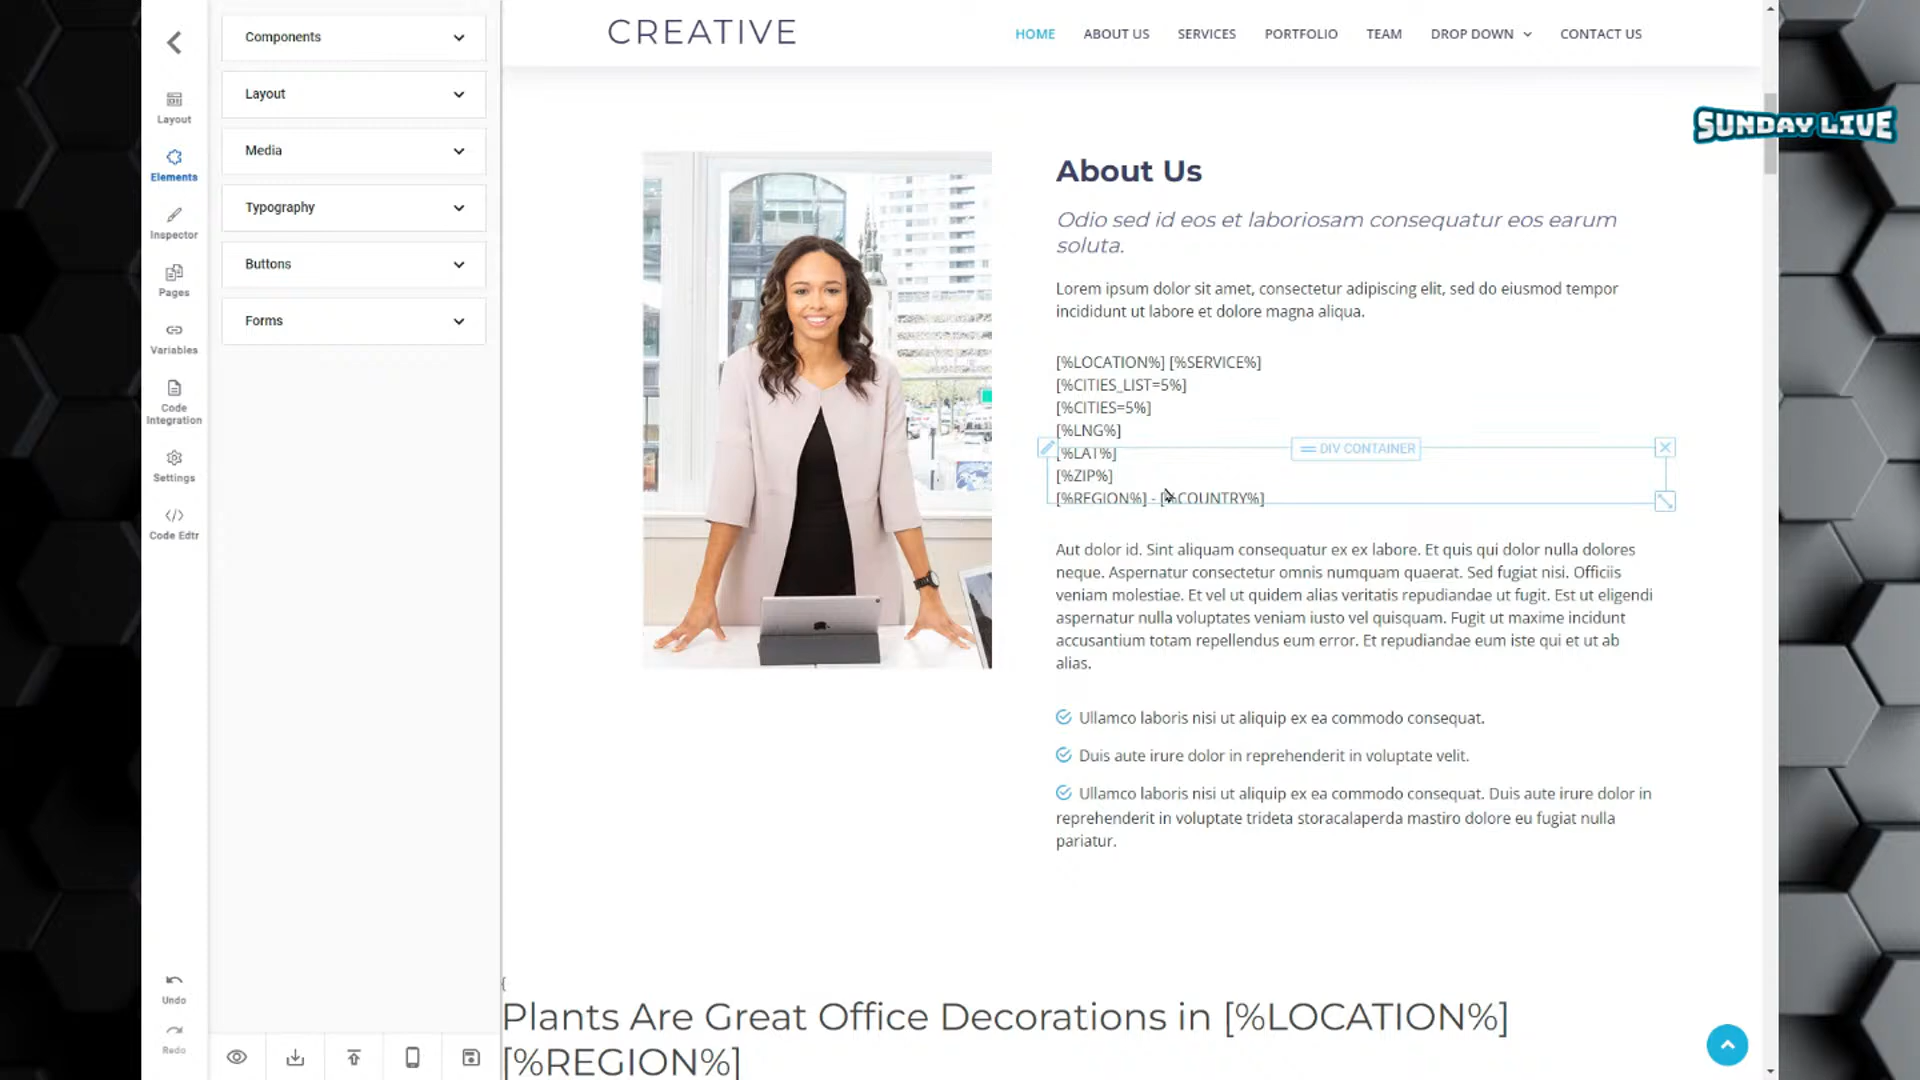 Components
Layout
Media
Typography
Buttons
Forms
Layout
Elements
Inspector
Pages
Variables
Code
Integration
Settings
Code Edtr
Undo
Redo
CREATIVE
HOME ABOUT US SERVICES PORTFOLIO TEAM DROP DOWN CONTACT US
SUNDAY LIVE
About Us
Odio sed id eos et laboriosam consequatur eos earum
soluta.
Lorem ipsum dolor sit amet, consectetur adipiscing elit, sed do eiusmod tempor
incididunt ut labore et dolore magna aliqua.
[%LOCATION%] [%SERVICE%]
[%CITIES_LIST=5%]
[%CITIES=5%]
[%LNG%]
DIV CONTAINER
[%LAT%]
[%ZIP%]
[%REGION%] - [%COUNTRY%]
Aut dolor id. Sint aliquam consequatur ex ex labore. Et quis qui dolor nulla dolores
neque. Aspernatur consectetur omnis numquam quaerat. Sed fugiat nisi. Officiis
veniam molestiae. Et vel ut quidem alias veritatis repudiandae ut fugit. Est ut eligendi
aspernatur nulla voluptates veniam iusto vel quisquam. Fugit ut maxime incidunt
accusantium totam repellendus eum error. Et repudiandae eum iste qui et ut ab
alias.
Ullamco laboris nisi ut aliquip ex ea commodo consequat.
Duis aute irure dolor in reprehenderit in voluptate velit.
Ullamco laboris nisi ut aliquip ex ea commodo consequat. Duis aute irure dolor in
reprehenderit in voluptate trideta storacalaperda mastiro dolore eu fugiat nulla
pariatur.
{
Plants Are Great Office Decorations in [%LOCATION%]
[%REGION%]